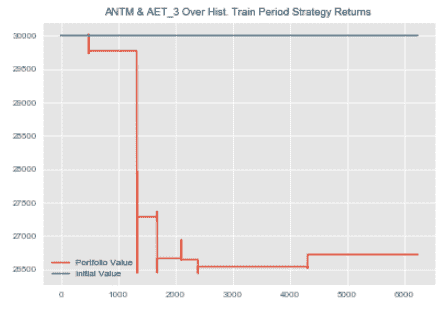 ANTM & AET_3 Over Hist. Train Period Strategy Returns
30000
29500
29000
28500
28000
27500
27000
26500
Portfolio Value
Initial Value
0 1000 2000 3000 4000 5000 6000